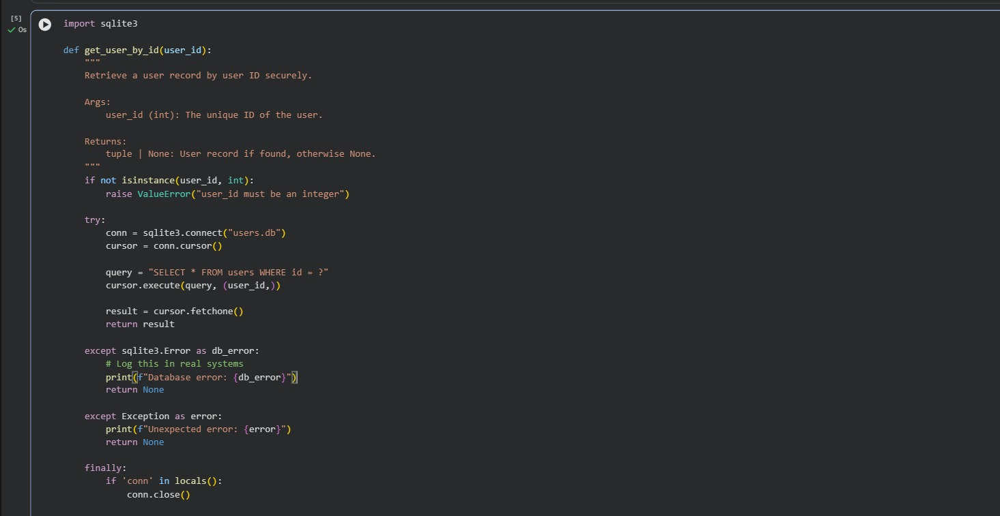 [5]
0s
import sqlite3
def get_user_by_id(user_id):
"""
Retrieve a user record by user ID securely.
Args:
user_id (int): The unique ID of the user.
Returns:
tuple | None: User record if found, otherwise None.
"""
if not isinstance(user_id, int):
raise ValueError("user_id must be an integer")
try:
conn = sqlite3.connect("users.db")
cursor = conn.cursor()
query = "SELECT * FROM users WHERE id = ?"
cursor.execute(query, (user_id,))
result = cursor.fetchone()
return result
except sqlite3.Error as db_error:
# Log this in real systems
print(f"Database error: {db_error}")
return None
except Exception as error:
print(f"Unexpected error: {error}")
return None
finally:
if 'conn' in locals():
conn.close()